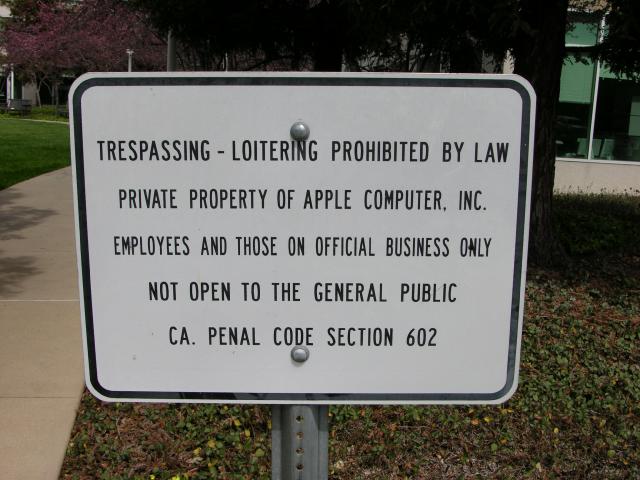 TRESPASSING - LOITERING PROHIBITED BY LAW
PRIVATE PROPERTY OF APPLE COMPUTER, INC.
EMPLOYEES AND THOSE ON OFFICIAL BUSINESS ONLY
NOT OPEN TO THE GENERAL PUBLIC
CA. PENAL CODE SECTION 602